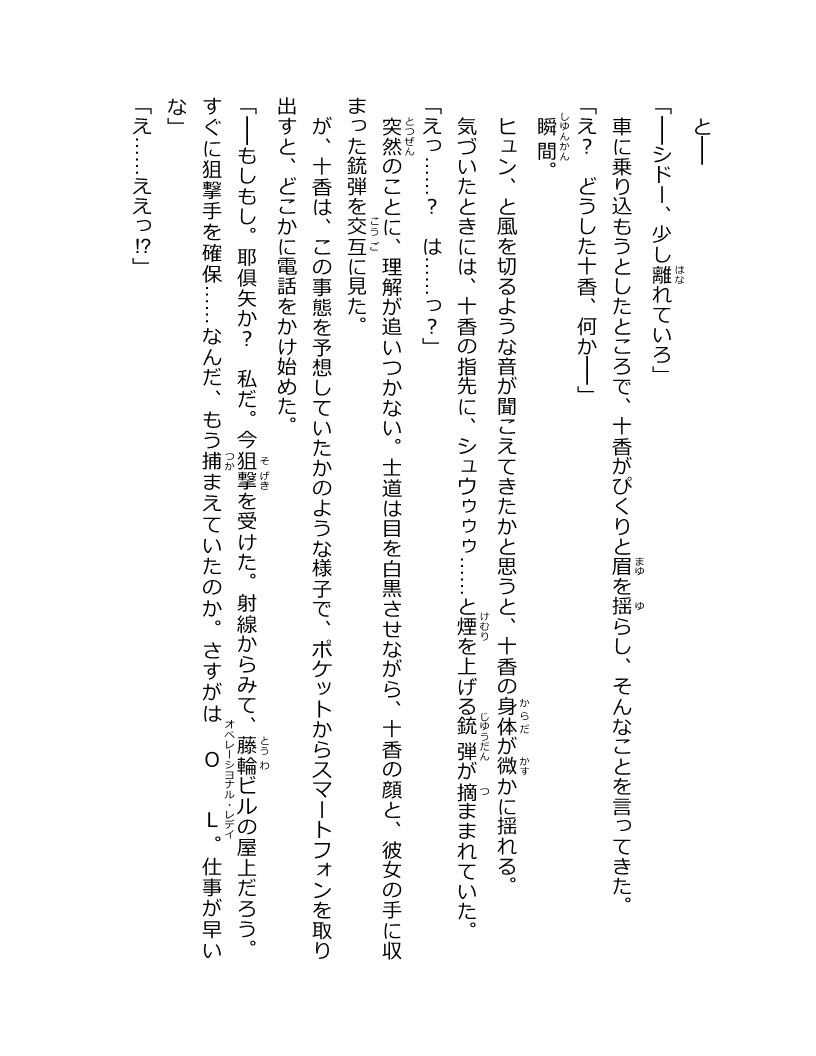 と――
「――シドー、少し離れていろ」
車に乗り込もうとしたところで、十香がぴくりと眉を揺らし、そんなことを言ってきた。
「え？　どうした十香、何か――」
瞬間。
ヒュン、と風を切るような音が聞こえてきたかと思うと、十香の身体が微かに揺れる。
気づいたときには、十香の指先に、シュウゥゥゥ……と煙を上げる銃弾が摘ままれていた。
「えっ……？　は……っ？」
突然のことに、理解が追いつかない。士道は目を白黒させながら、十香の顔と、彼女の手に収
まった銃弾を交互に見た。
が、十香は、この事態を予想していたかのような様子で、ポケットからスマートフォンを取り
出すと、どこかに電話をかけ始めた。
「――もしもし。耶倶矢か？　私だ。今狙撃を受けた。射線からみて、藤輪ビルの屋上だろう。
すぐに狙撃手を確保……なんだ、もう捕まえていたのか。さすがはＯＬ。仕事が早い
な」
「え……ええっ!?」